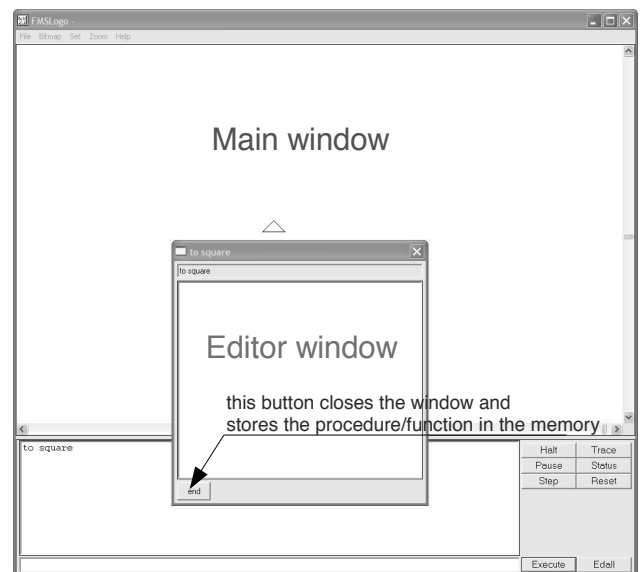 FMSLogo -
File Bitmap Set Zoom Help
Main window
to square
to square
Editor window
this button closes the window and
stores the procedure/function in the memory
end
to square
Halt Trace
Pause Status
Step Reset
Execute Edall